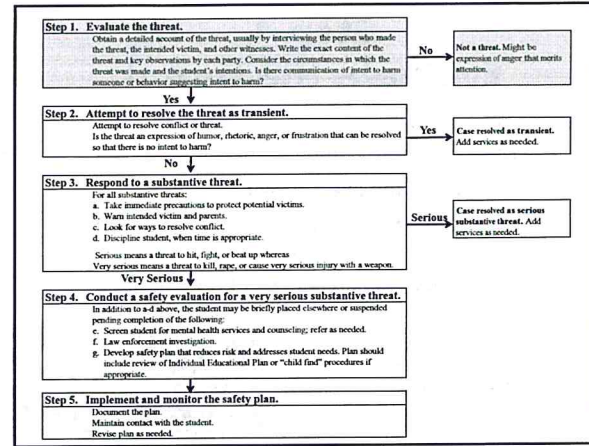 Step 1. Evaluate the threat.
Obtain a detailed account of the threat, usually by interviewing the person who made
the threat, the intended victim, and other witnesses. Write the exact content of the
threat and key observations by each party. Consider the circumstances in which the
threat was made and the student's intentions. Is there communication of intent to harm
someone or behavior suggesting intent to harm?
No
Not a threat. Might be
expression of anger that merits
attention.
Yes
Step 2. Attempt to resolve the threat as transient.
Attempt to resolve conflict or threat.
Is the threat an expression of humor, rhetoric, anger, or frustration that can be resolved
so that there is no intent to harm?
Yes
Case resolved as transient.
Add services as needed.
No
Step 3. Respond to a substantive threat.
For all substantive threats:
a. Take immediate precautions to protect potential victims.
b. Warn intended victim and parents.
c. Look for ways to resolve conflict.
d. Discipline student, when time is appropriate.
Serious means a threat to hit, fight, or beat up whereas
Very serious means a threat to kill, rape, or cause very serious injury with a weapon.
Serious
Case resolved as serious
substantive threat. Add
services as needed.
Very Serious
Step 4. Conduct a safety evaluation for a very serious substantive threat.
In addition to a-d above, the student may be briefly placed elsewhere or suspended
pending completion of the following:
e. Screen student for mental health services and counseling; refer as needed.
f. Law enforcement investigation.
g. Develop safety plan that reduces risk and addresses student needs. Plan should
include review of Individual Educational Plan or "child find" procedures if
appropriate.
Step 5. Implement and monitor the safety plan.
Document the plan.
Maintain contact with the student.
Revise plan as needed.